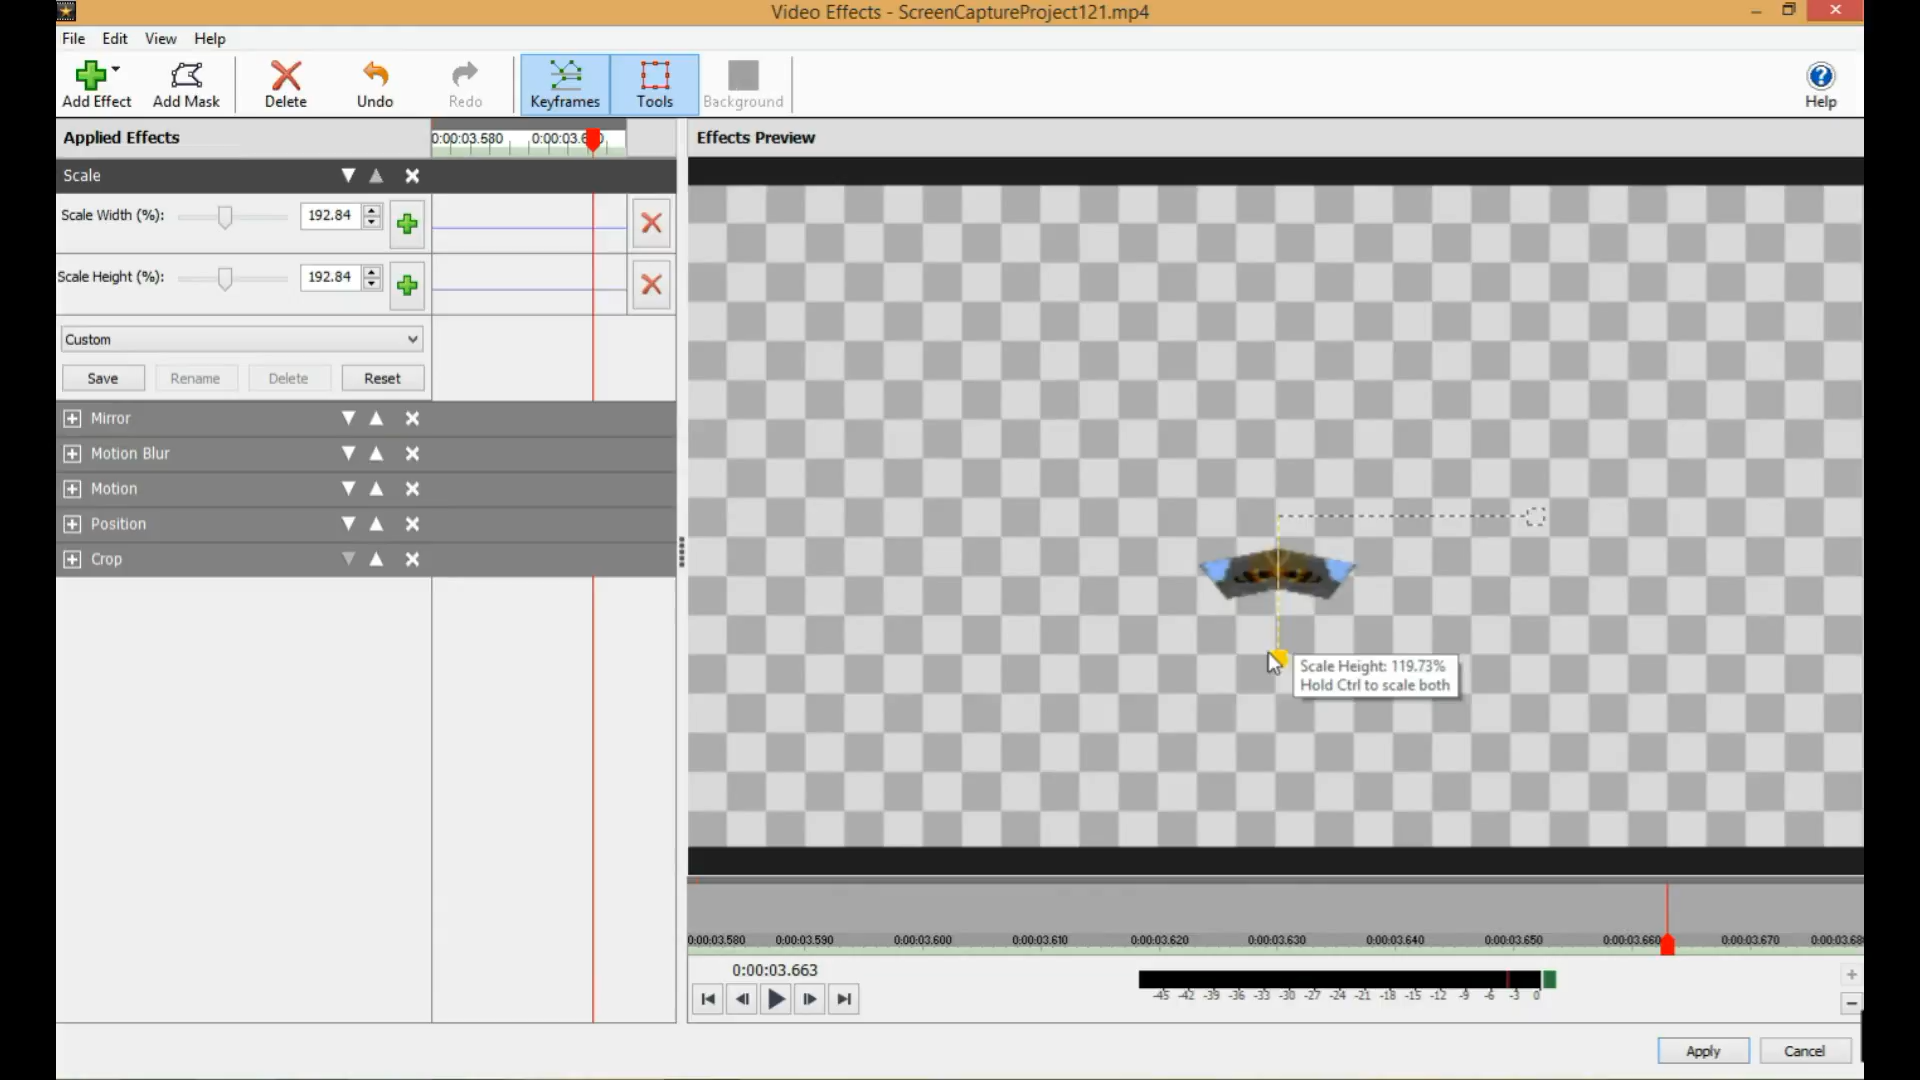 Video Effects - ScreenCaptureProject121.mp4
File Edit View Help
Add Effect Add Mask Delete Undo Redo Keyframes Tools Background Help
Applied Effects
0:00:03.580
Effects Preview
Scale
Scale Width (%): 192.84
Scale Height (%): 192.84
Custom
Save Rename Delete Reset
Mirror
Motion Blur
Motion
Position
Crop
Scale Height: 119.73%
Hold Ctrl to scale both
0:00:03.580 0:00:03.590 0:00:03.600 0:00:03.610 0:00:03.620 0:00:03.630 0:00:03.640 0:00:03.650 0:00:03.660 0:00:03.670
0:00:03.663
-45 -42 -39 -36 -33 -30 -27 -24 -21 -18 -15 -12 -9 -6 -3 0
Apply Cancel